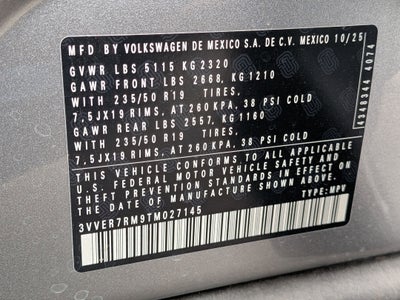 MFD BY VOLKSWAGEN DE MEXICO S.A. DE C.V. MEXICO 10/25
GVWR LBS 5115 KG 2320
GAWR FRONT LBS 2668, KG 1210
WITH 235/50 R19 TIRES,
7,5JX19 RIMS, AT 260 KPA, 38 PSI COLD
GAWR REAR LBS 2557, KG 1160
WITH 235/50 R19 TIRES,
7,5JX19 RIMS, AT 260 KPA, 38 PSI COLD
THIS VEHICLE CONFORMS TO ALL APPLICABLE
U.S. FEDERAL MOTOR VEHICLE SAFETY AND
THEFT PREVENTION STANDARDS IN EFFECT ON THE
DATE OF MANUFACTURE SHOWN ABOVE.
3VVER7RM9TM027145 TYPE: MPV
4340344 4074